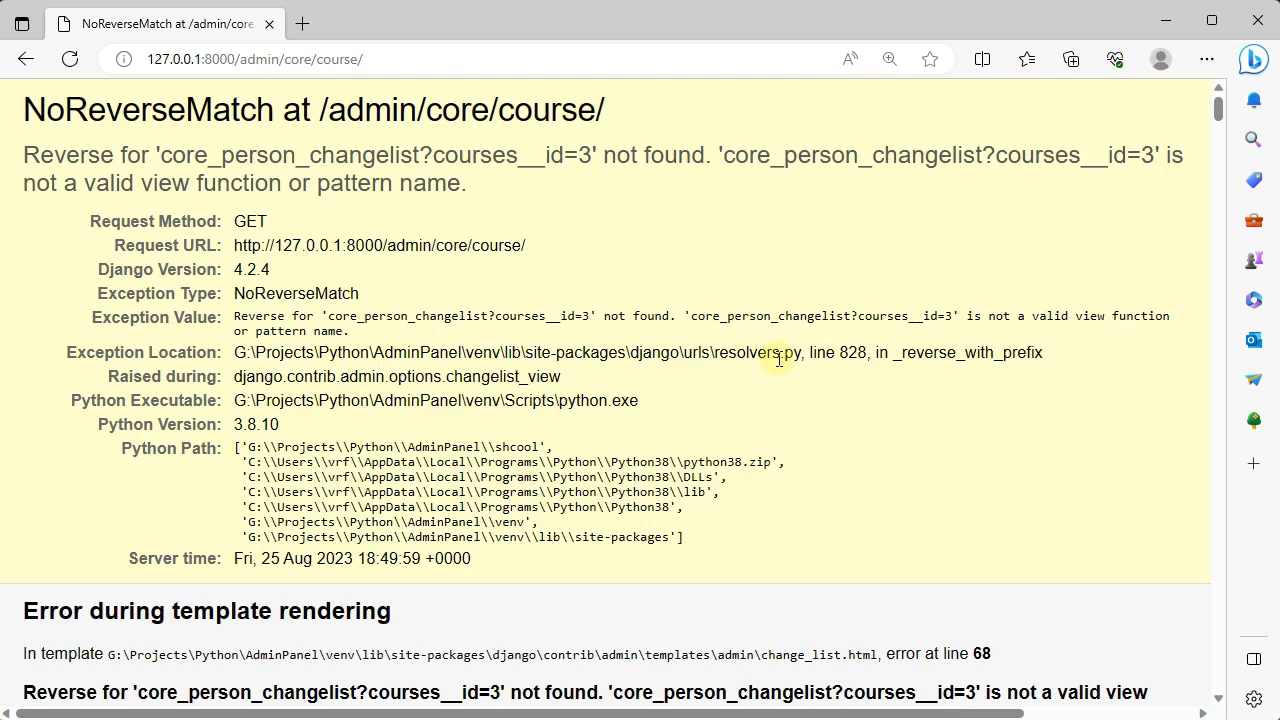 NoReverseMatch at /admin/core
127.0.0.1:8000/admin/core/course/
NoReverseMatch at /admin/core/course/
Reverse for 'core_person_changelist?courses__id=3' not found. 'core_person_changelist?courses__id=3' is
not a valid view function or pattern name.
Request Method: GET
Request URL: http://127.0.0.1:8000/admin/core/course/
Django Version: 4.2.4
Exception Type: NoReverseMatch
Exception Value: Reverse for 'core_person_changelist?courses__id=3' not found. 'core_person_changelist?courses__id=3' is not a valid view function
or pattern name.
Exception Location: G:\Projects\Python\AdminPanel\venv\lib\site-packages\django\urls\resolvers.py, line 828, in _reverse_with_prefix
Raised during: django.contrib.admin.options.changelist_view
Python Executable: G:\Projects\Python\AdminPanel\venv\Scripts\python.exe
Python Version: 3.8.10
Python Path: ['G:\\Projects\\Python\\AdminPanel\\shcool',
'C:\\Users\\vrf\\AppData\\Local\\Programs\\Python\\Python38\\python38.zip',
'C:\\Users\\vrf\\AppData\\Local\\Programs\\Python\\Python38\\DLLs',
'C:\\Users\\vrf\\AppData\\Local\\Programs\\Python\\Python38\\lib',
'C:\\Users\\vrf\\AppData\\Local\\Programs\\Python\\Python38',
'G:\\Projects\\Python\\AdminPanel\\venv',
'G:\\Projects\\Python\\AdminPanel\\venv\\lib\\site-packages']
Server time: Fri, 25 Aug 2023 18:49:59 +0000
Error during template rendering
In template G:\Projects\Python\AdminPanel\venv\lib\site-packages\django\contrib\admin\templates\admin\change_list.html, error at line 68
Reverse for 'core_person_changelist?courses__id=3' not found. 'core_person_changelist?courses__id=3' is not a valid view